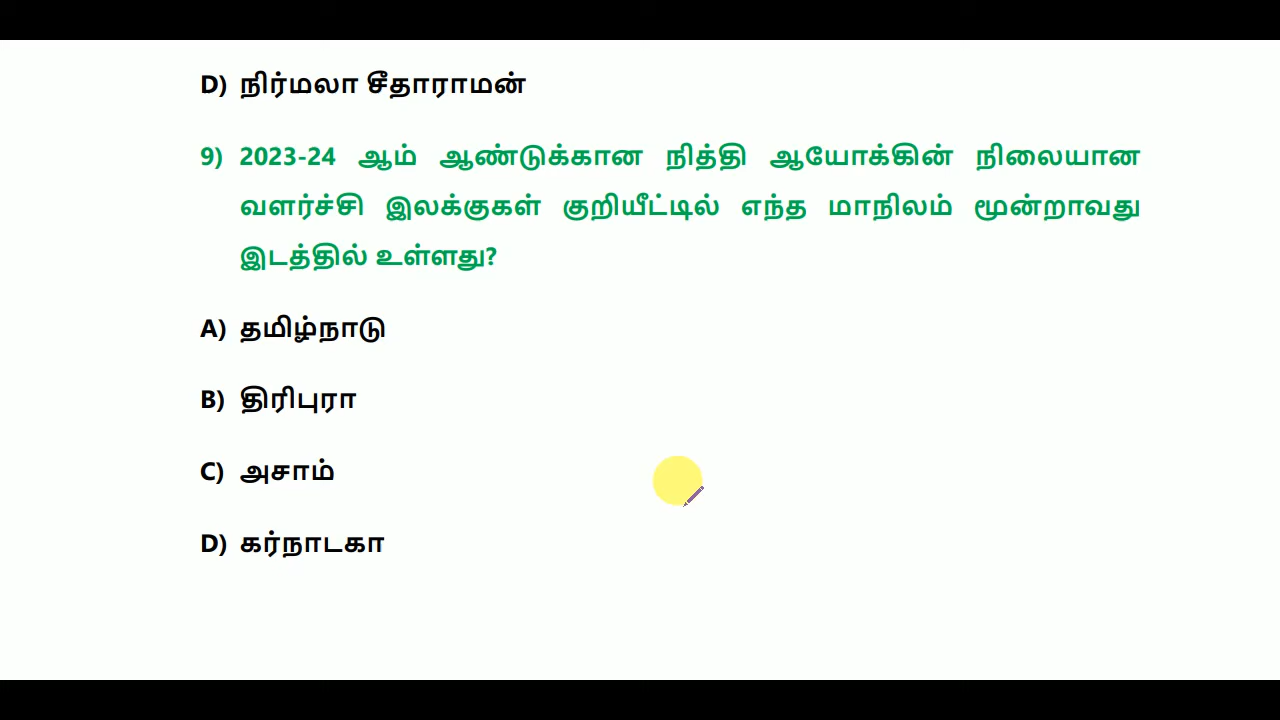 D) நிர்மலா சீதாராமன்
9) 2023-24 ஆம் ஆண்டுக்கான நித்தி ஆயோக்கின் நிலையான
வளர்ச்சி இலக்குகள் குறியீட்டில் எந்த மாநிலம் மூன்றாவது
இடத்தில் உள்ளது?
A) தமிழ்நாடு
B) திரிபுரா
C) அசாம்
D) கர்நாடகா